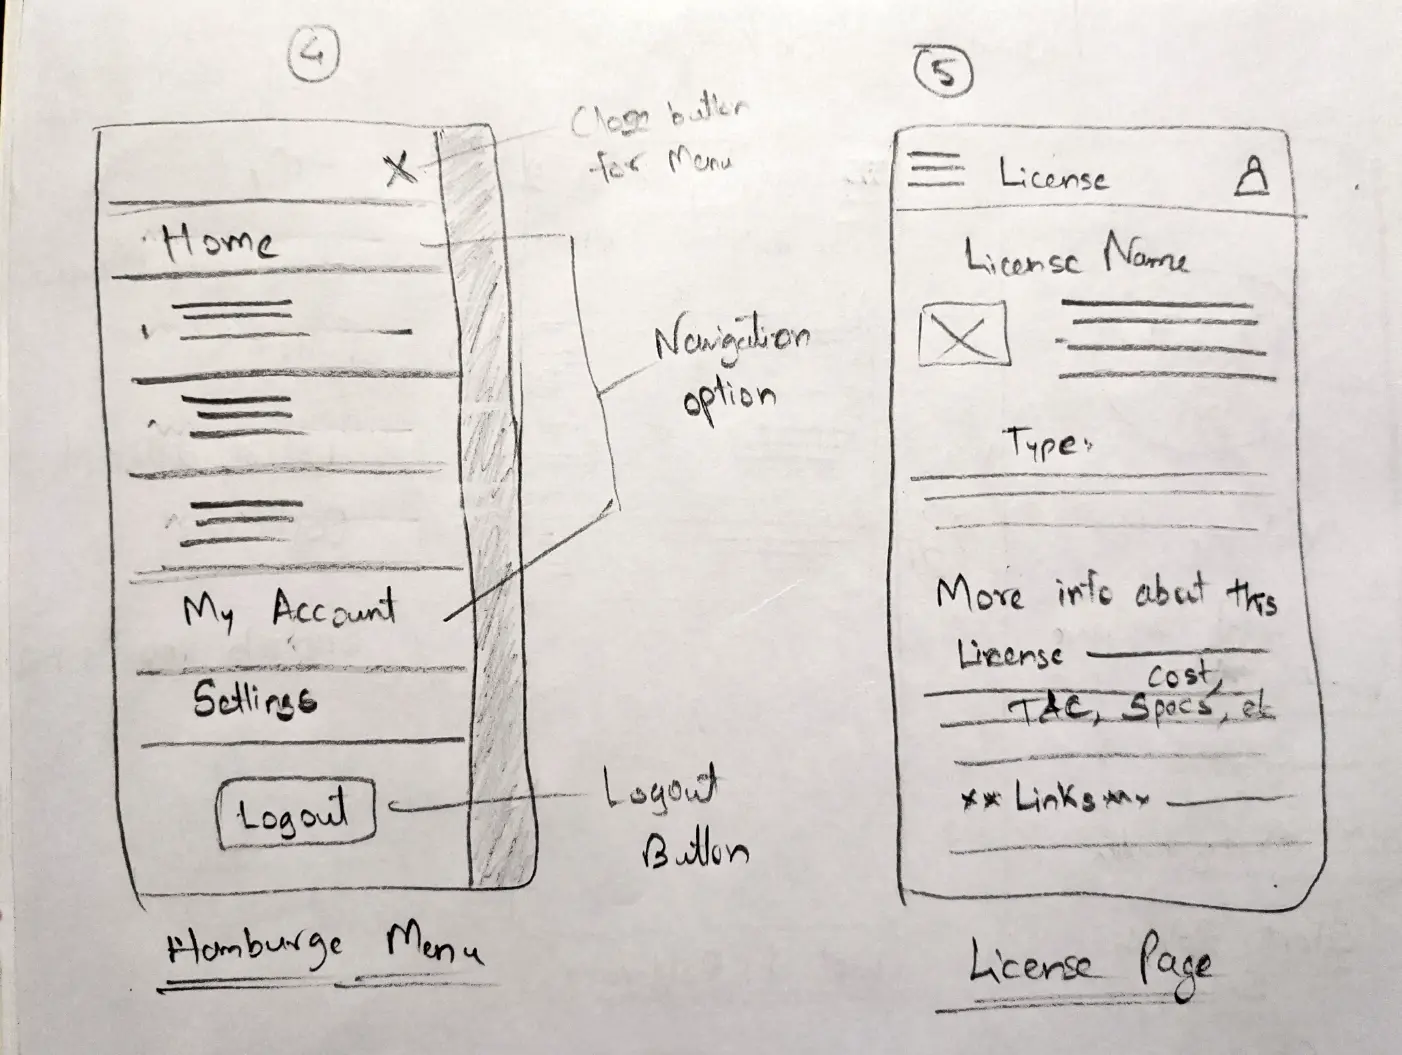 4
X
Close button
for Menu
Home
Navigation
option
My Account
Settings
Logout
Logout
Button
Hamburge Menu
5
License
License Name
Type:
More info about this
License
Cost,
TAC, Specs, etc
** Links **
License Page